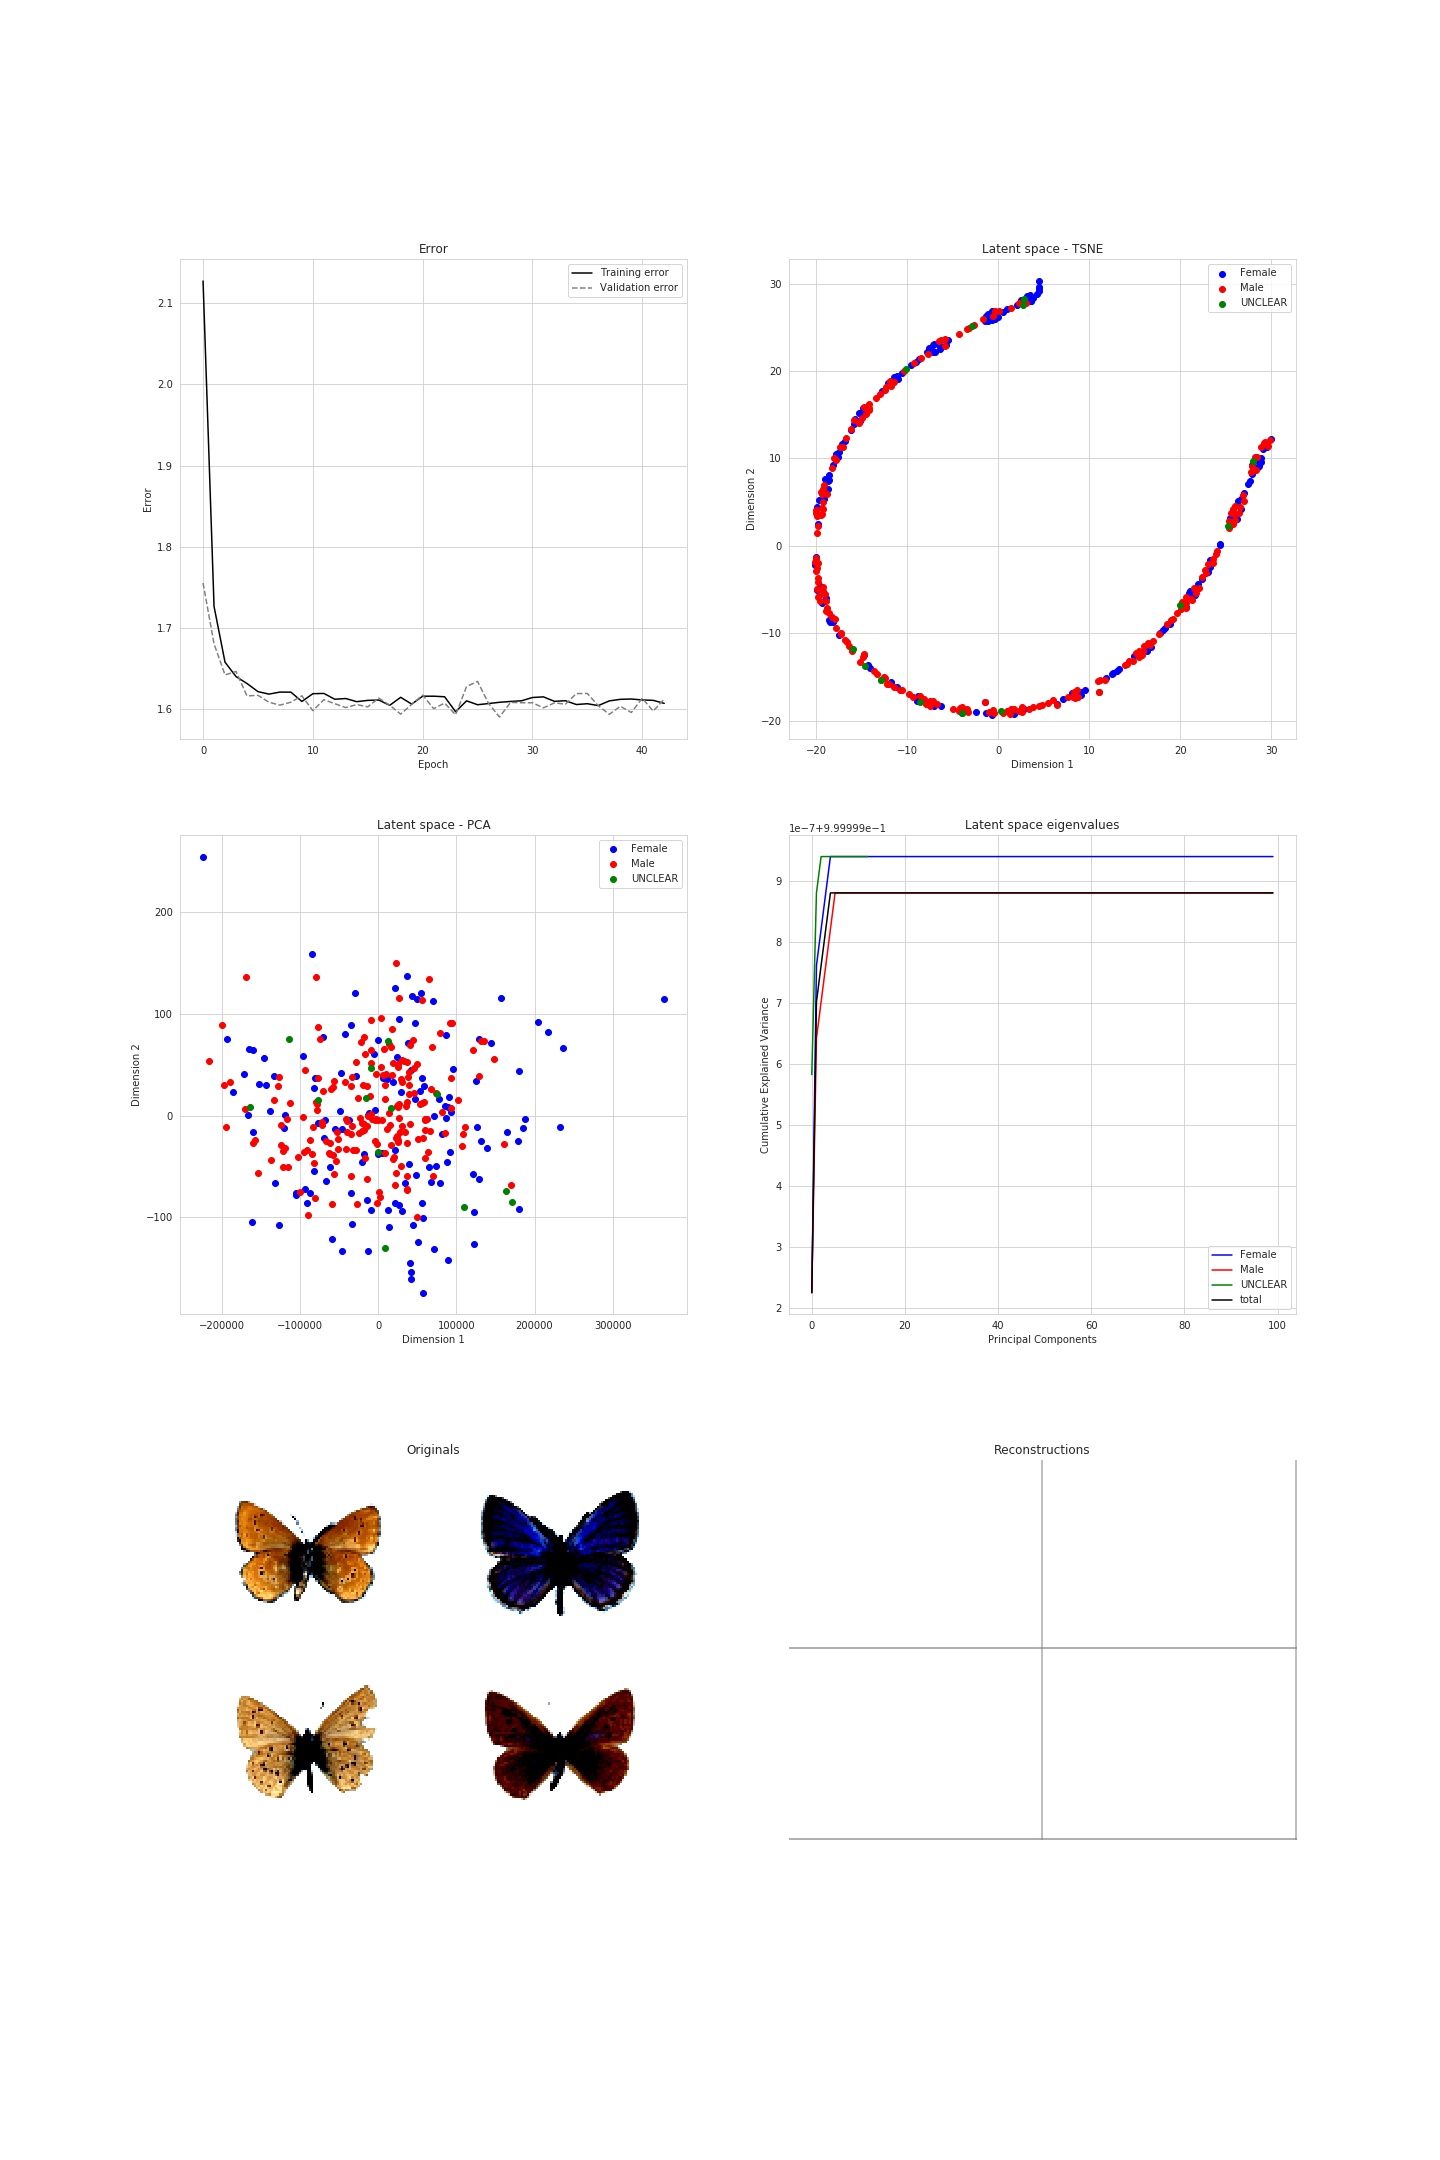 Error
Training error
Validation error
2.1
2.0
1.9
1.8
1.7
1.6
Error
0 10 20 30 40
Epoch
Latent space - TSNE
Female
Male
UNCLEAR
30
20
10
0
−10
−20
Dimension 2
−20 −10 0 10 20 30
Dimension 1
Latent space - PCA
Female
Male
UNCLEAR
200
100
0
−100
Dimension 2
−200000 −100000 0 100000 200000 300000
Dimension 1
1e−7+9.99999e−1 Latent space eigenvalues
9
8
7
6
5
4
3
2
Cumulative Explained Variance
Female
Male
UNCLEAR
total
0 20 40 60 80 100
Principal Components
Originals
Reconstructions